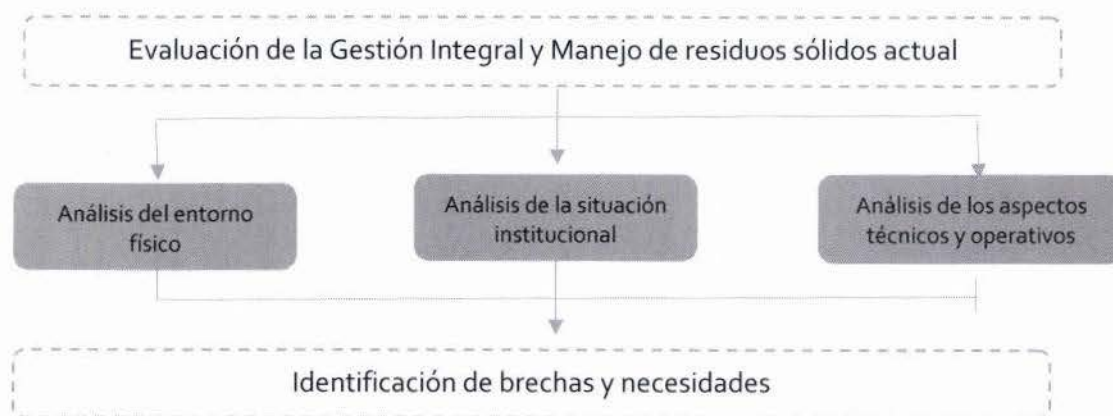 Evaluación de la Gestión Integral y Manejo de residuos sólidos actual
Análisis del entorno
físico
Análisis de la situación
institucional
Análisis de los aspectos
técnicos y operativos
Identificación de brechas y necesidades